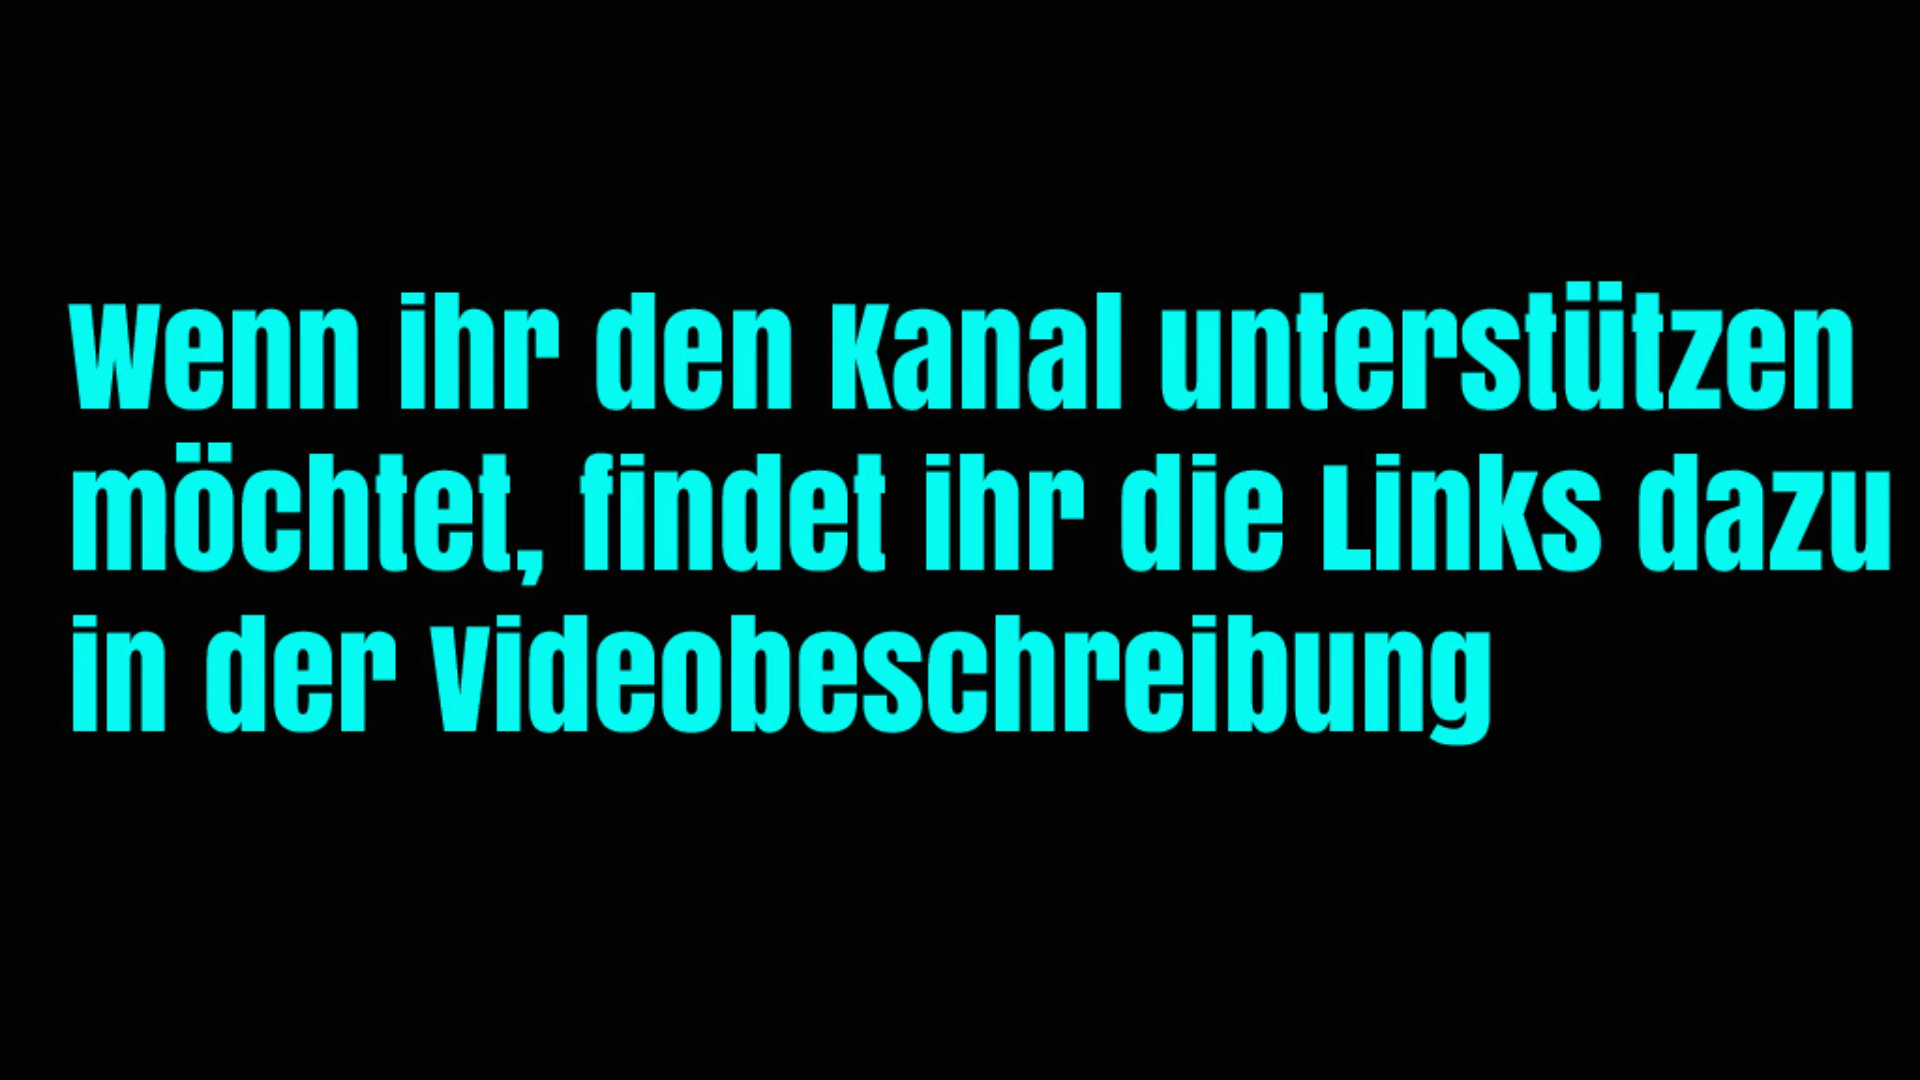 Wenn ihr den Kanal unterstützen
möchtet, findet ihr die Links dazu
in der Videobeschreibung